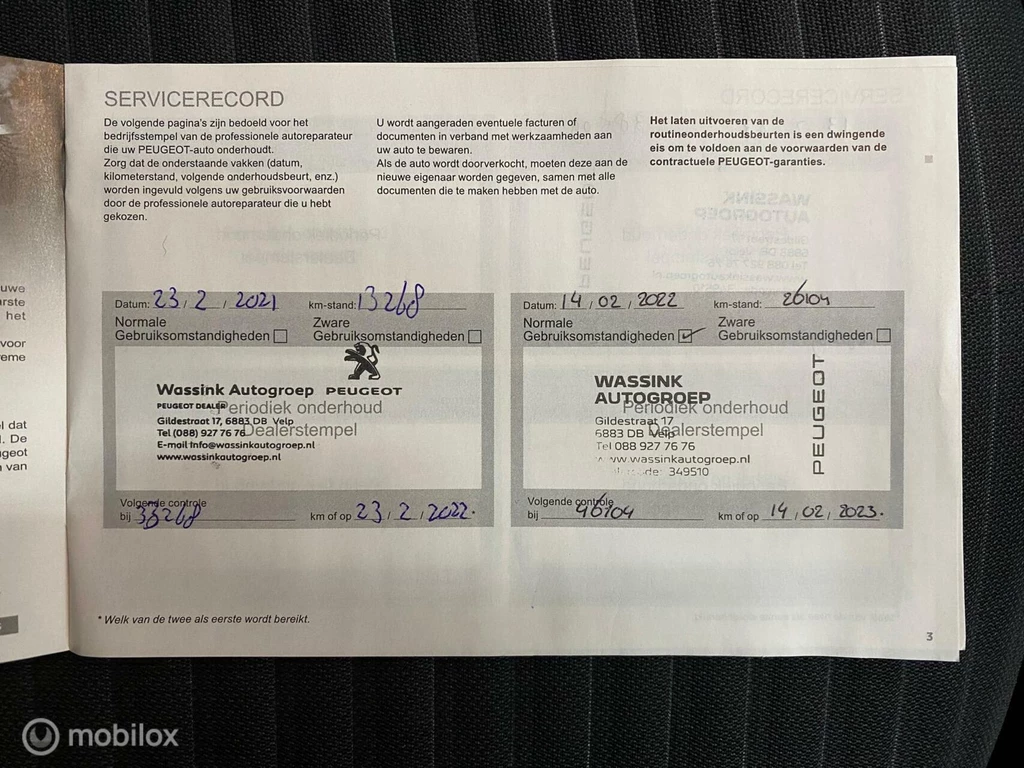 SERVICERECORD
De volgende pagina's zijn bedoeld voor het
bedrijfsstempel van de professionele autoreparateur
die uw PEUGEOT-auto onderhoudt.
Zorg dat de onderstaande vakken (datum,
kilometerstand, volgende onderhoudsbeurt, enz.)
worden ingevuld volgens uw gebruiksvoorwaarden
door de professionele autoreparateur die u hebt
gekozen.
U wordt aangeraden eventuele facturen of
documenten in verband met werkzaamheden aan
uw auto te bewaren.
Als de auto wordt doorverkocht, moeten deze aan de
nieuwe eigenaar worden gegeven, samen met alle
documenten die te maken hebben met de auto.
Het laten uitvoeren van de
routineonderhoudsbeurten is een dwingende
eis om te voldoen aan de voorwaarden van de
contractuele PEUGEOT-garanties.
het
van
Datum: 23 / 2 / 2021 km-stand: 13268
Normale
Gebruiksomstandigheden
Zware
Gebruiksomstandigheden
Wassink Autogroep PEUGEOT
PEUGEOT DEALER
Periodiek onderhoud
Gildestraat 17, 6883 DB Velp
Dealerstempel
Tel (088) 927 76 76
E-mail info@wassinkautogroep.nl
www.wassinkautogroep.nl
Volgende controle
bij 33268 km of op 23 / 2 / 2022.
Datum: 14 / 02 / 2022 km-stand: 26104
Normale
Gebruiksomstandigheden
Zware
Gebruiksomstandigheden
WASSINK
AUTOGROEP
Periodiek onderhoud
Gildestraat 17
6883 DB Velp
Dealerstempel
Tel 088 927 76 76
www.wassinkautogroep.nl
349510
PEUGEOT
Volgende controle
bij 46104 km of op 14 / 02 / 2023.
* Welk van de twee als eerste wordt bereikt.
3
mobilox